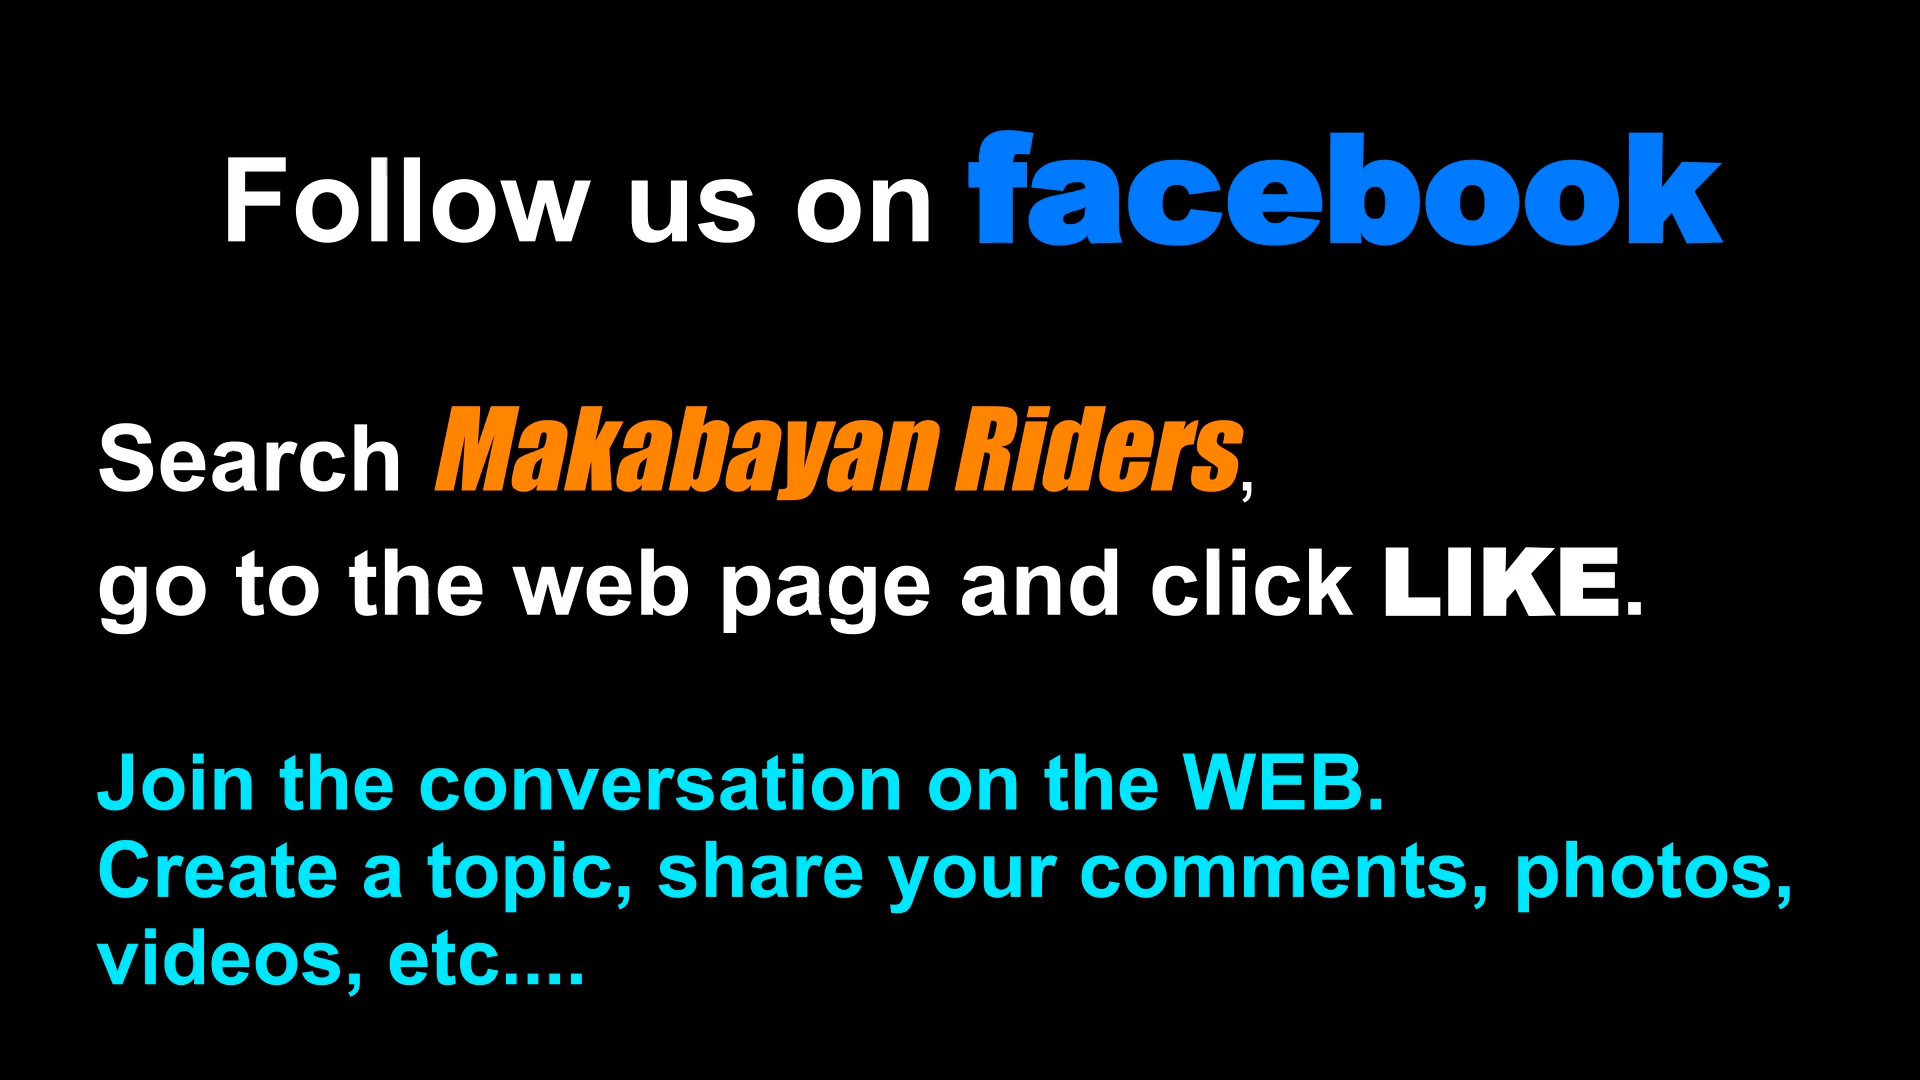 Follow us on facebook
Search Makabayan Riders,
go to the web page and click LIKE.
Join the conversation on the WEB.
Create a topic, share your comments, photos,
videos, etc....